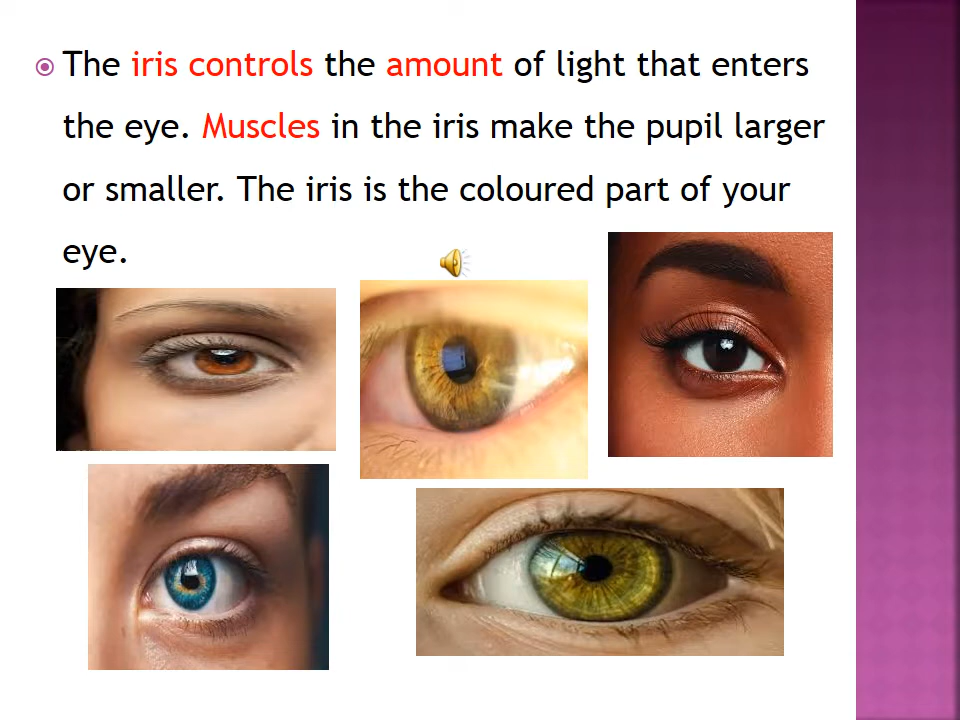 The iris controls the amount of light that enters
the eye. Muscles in the iris make the pupil larger
or smaller. The iris is the coloured part of your
eye.